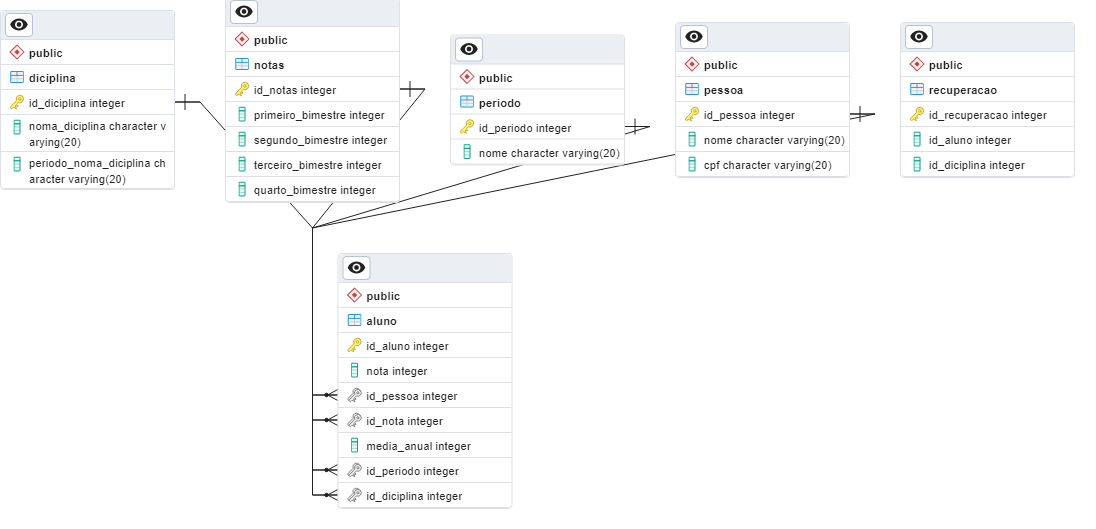 public
diciplina
id_diciplina integer
noma_diciplina character v
arying(20)
periodo_noma_diciplina ch
aracter varying(20)
public
notas
id_notas integer
primeiro_bimestre integer
segundo_bimestre integer
terceiro_bimestre integer
quarto_bimestre integer
public
periodo
id_periodo integer
nome character varying(20)
public
pessoa
id_pessoa integer
nome character varying(20)
cpf character varying(20)
public
recuperacao
id_recuperacao integer
id_aluno integer
id_diciplina integer
public
aluno
id_aluno integer
nota integer
id_pessoa integer
id_nota integer
media_anual integer
id_periodo integer
id_diciplina integer